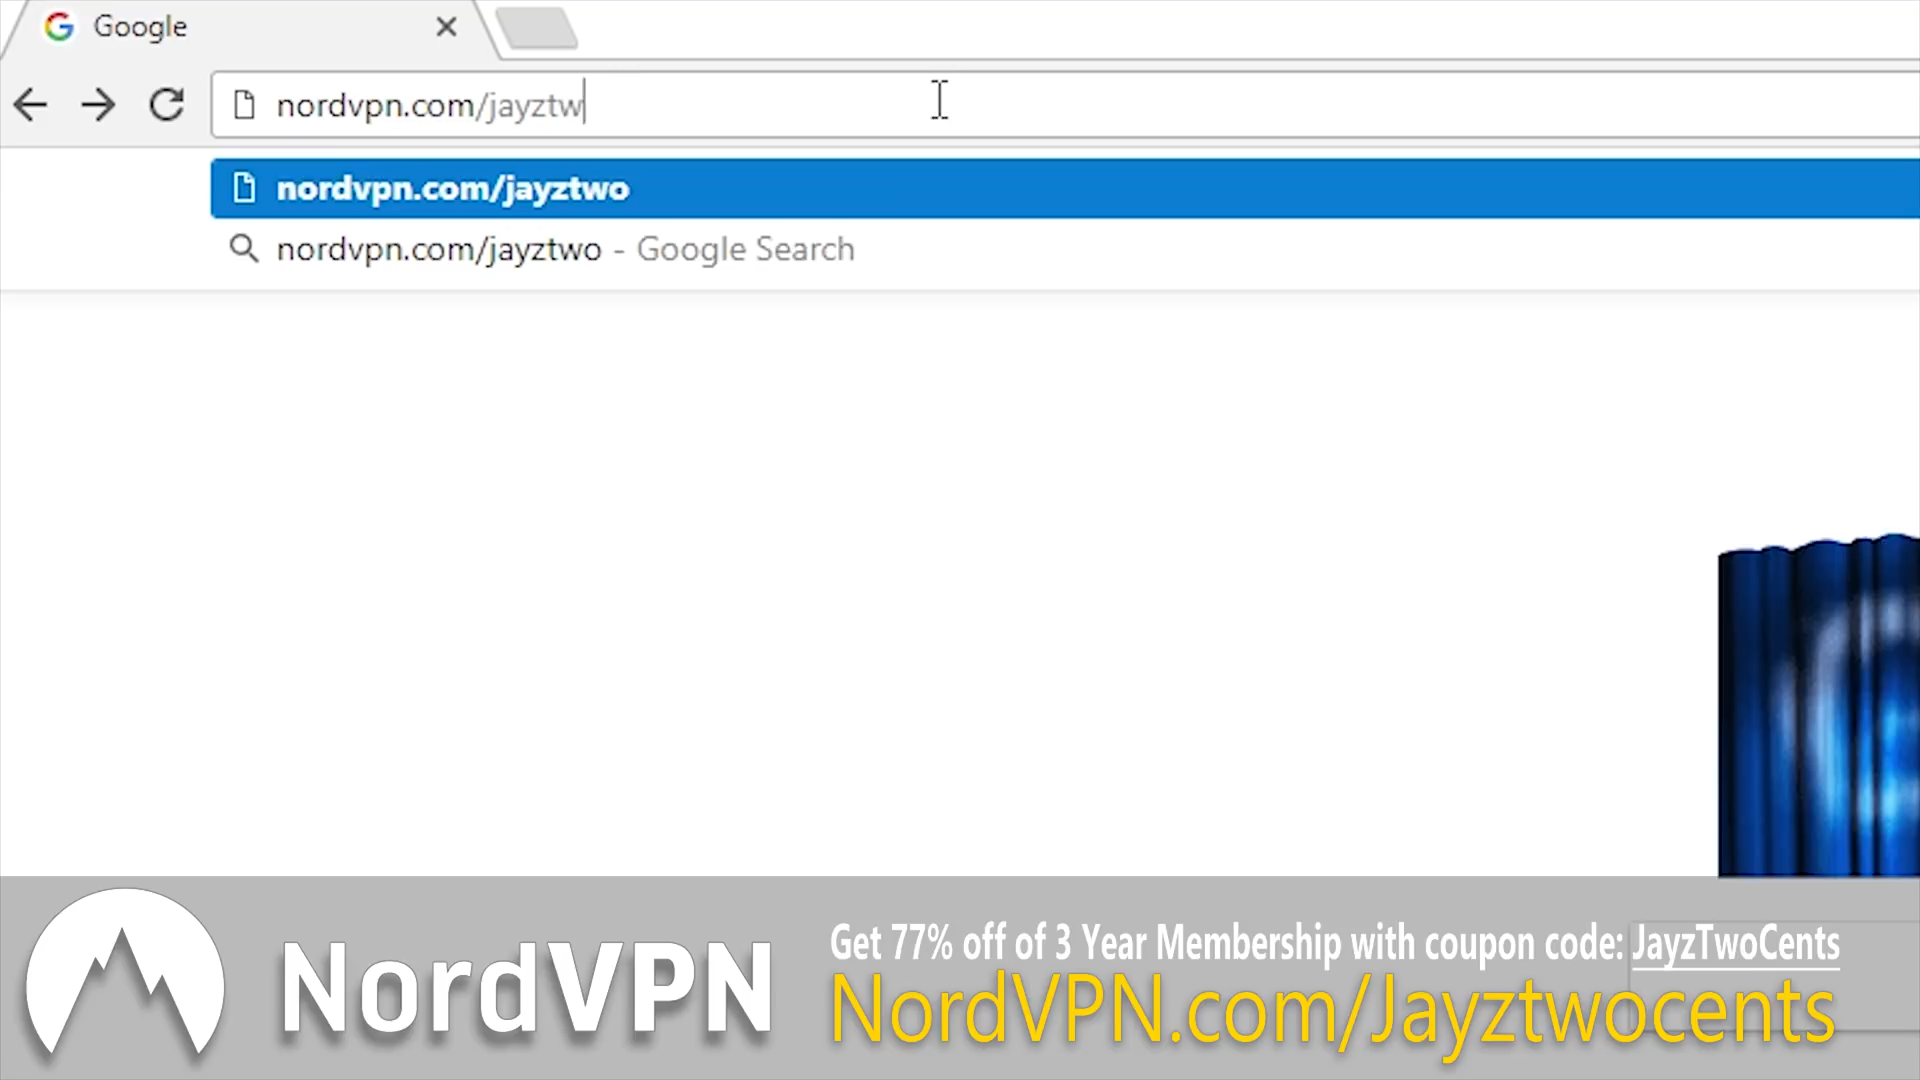 Google
nordvpn.com/jayztw
nordvpn.com/jayztwo
nordvpn.com/jayztwo - Google Search
NordVPN
Get 77% off of 3 Year Membership with coupon code: JayzTwoCents
NordVPN.com/Jayztwocents